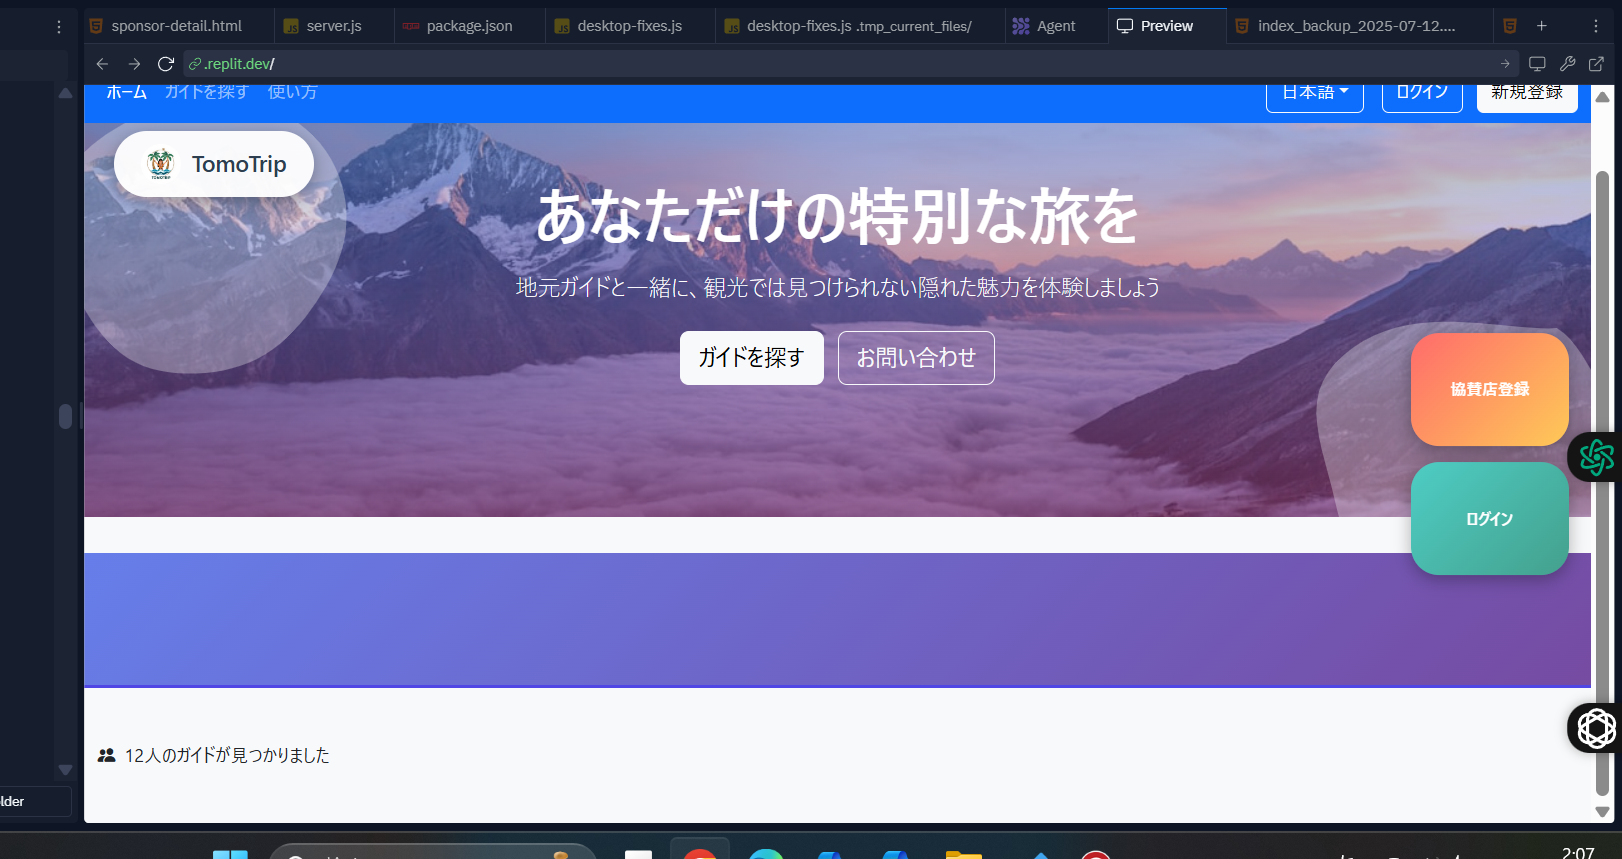 sponsor-detail.html
server.js
package.json
desktop-fixes.js
desktop-fixes.js .tmp_current_files/
Agent
Preview
index_backup_2025-07-12....
.replit.dev/
ホーム ガイドを探す 使い方
日本語 ログイン 新規登録
TomoTrip
あなただけの特別な旅を
地元ガイドと一緒に、観光では見つけられない隠れた魅力を体験しましょう
ガイドを探す
お問い合わせ
協賛店登録
ログイン
12人のガイドが見つかりました
lder
2:07